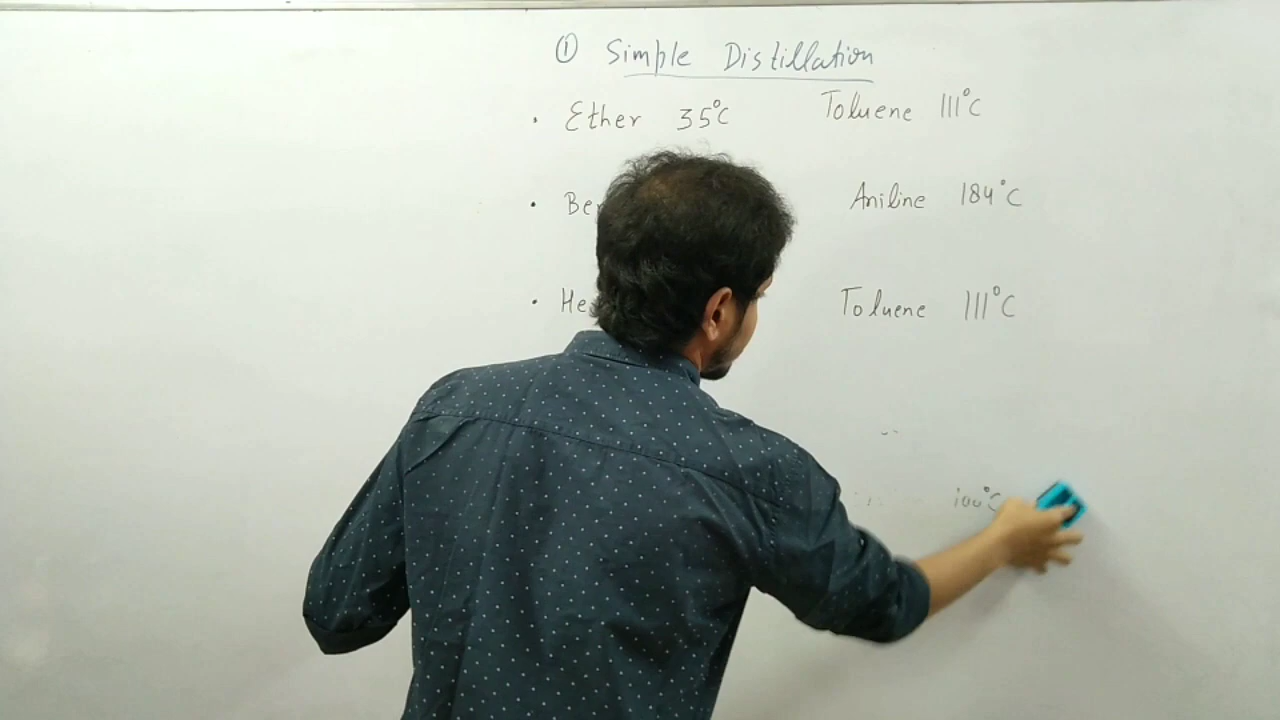 ① Simple Distillation
• Ether 35°C Toluene 111°C
• Be Aniline 184°C
• He Toluene 111°C
100°C